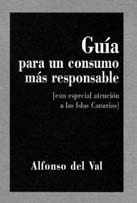 Guía
para un consumo
más responsable
[con especial atención
a las Islas Canarias]
Alfonso del Val